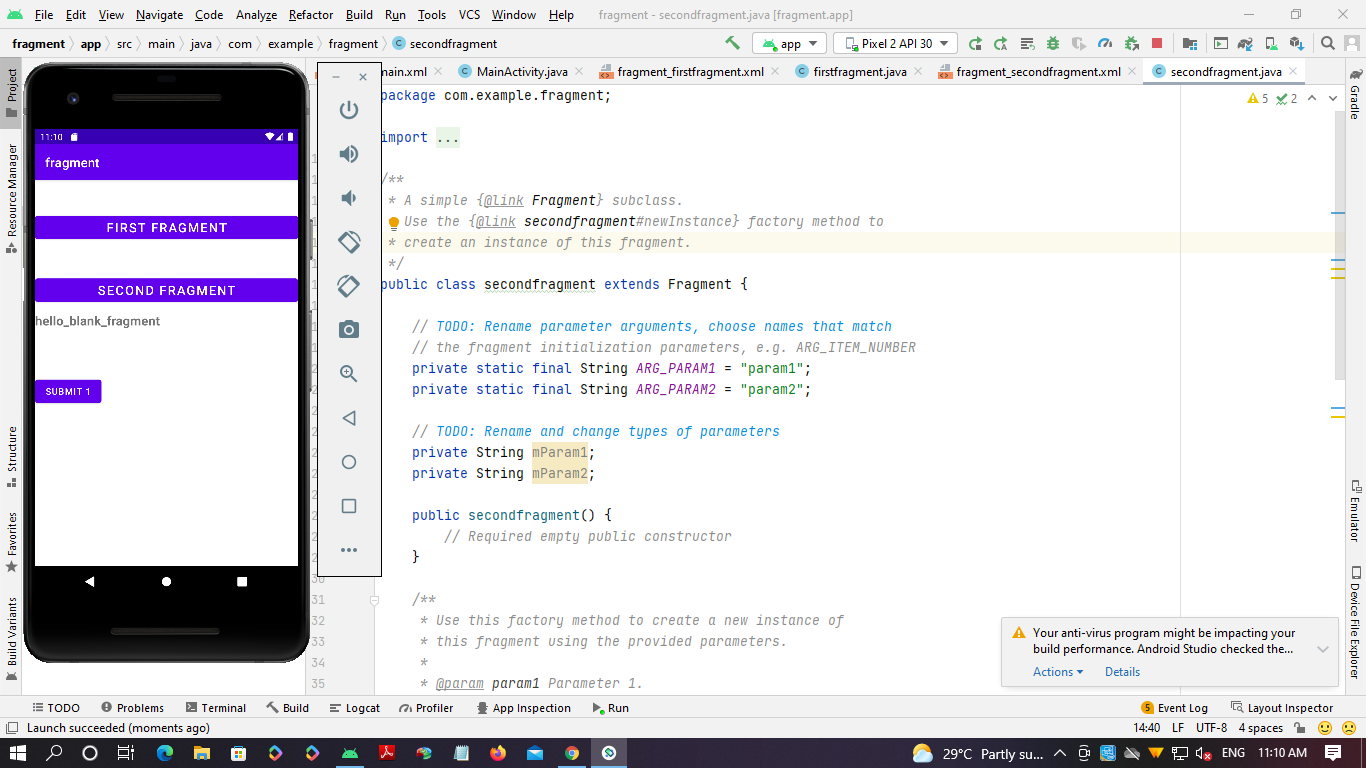 File Edit View Navigate Code Analyze Refactor Build Run Tools VCS Window Help fragment - secondfragment.java [fragment.app]
fragment app src main java com example fragment secondfragment
app Pixel 2 API 30
main.xml MainActivity.java fragment_firstfragment.xml firstfragment.java fragment_secondfragment.xml secondfragment.java
Project
Resource Manager
Structure
Favorites
Build Variants
11:10
fragment
FIRST FRAGMENT
SECOND FRAGMENT
hello_blank_fragment
SUBMIT 1
package com.example.fragment;
5 2
import ...
/**
* A simple {@link Fragment} subclass.
Use the {@link secondfragment#newInstance} factory method to
* create an instance of this fragment.
*/
public class secondfragment extends Fragment {
// TODO: Rename parameter arguments, choose names that match
// the fragment initialization parameters, e.g. ARG_ITEM_NUMBER
private static final String ARG_PARAM1 = "param1";
private static final String ARG_PARAM2 = "param2";
// TODO: Rename and change types of parameters
private String mParam1;
private String mParam2;
public secondfragment() {
// Required empty public constructor
}
30
31 /**
32 * Use this factory method to create a new instance of
33 * this fragment using the provided parameters.
34 *
35 * @param param1 Parameter 1.
Gradle
Emulator
Device File Explorer
Your anti-virus program might be impacting your
build performance. Android Studio checked the...
Actions Details
TODO Problems Terminal Build Logcat Profiler App Inspection Run 5 Event Log Layout Inspector
Launch succeeded (moments ago) 14:40 LF UTF-8 4 spaces
29°C Partly su... ENG 11:10 AM